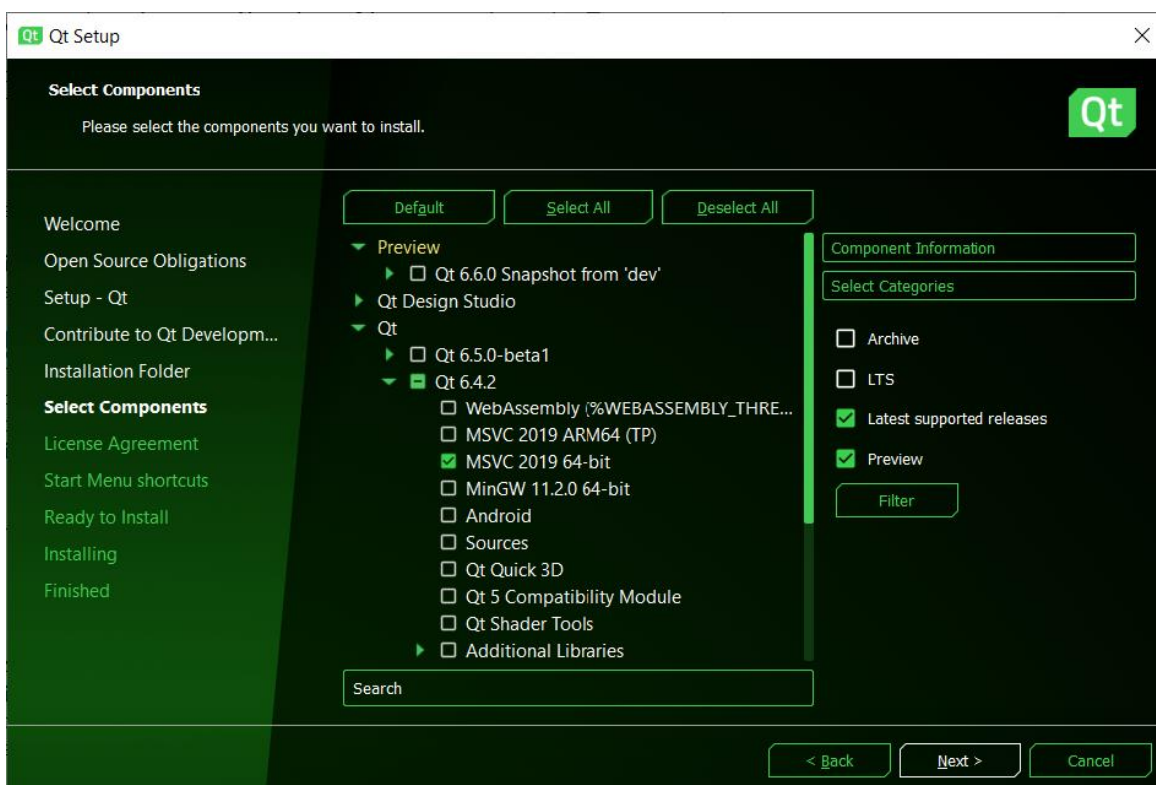 Qt Qt Setup
Select Components
Please select the components you want to install.
Qt
Welcome
Open Source Obligations
Setup - Qt
Contribute to Qt Developm...
Installation Folder
Select Components
License Agreement
Start Menu shortcuts
Ready to Install
Installing
Finished
Default
Select All
Deselect All
Preview
Qt 6.6.0 Snapshot from 'dev'
Qt Design Studio
Qt
Qt 6.5.0-beta1
Qt 6.4.2
WebAssembly (%WEBASSEMBLY_THRE...
MSVC 2019 ARM64 (TP)
MSVC 2019 64-bit
MinGW 11.2.0 64-bit
Android
Sources
Qt Quick 3D
Qt 5 Compatibility Module
Qt Shader Tools
Additional Libraries
Search
Component Information
Select Categories
Archive
LTS
Latest supported releases
Preview
Filter
< Back
Next >
Cancel